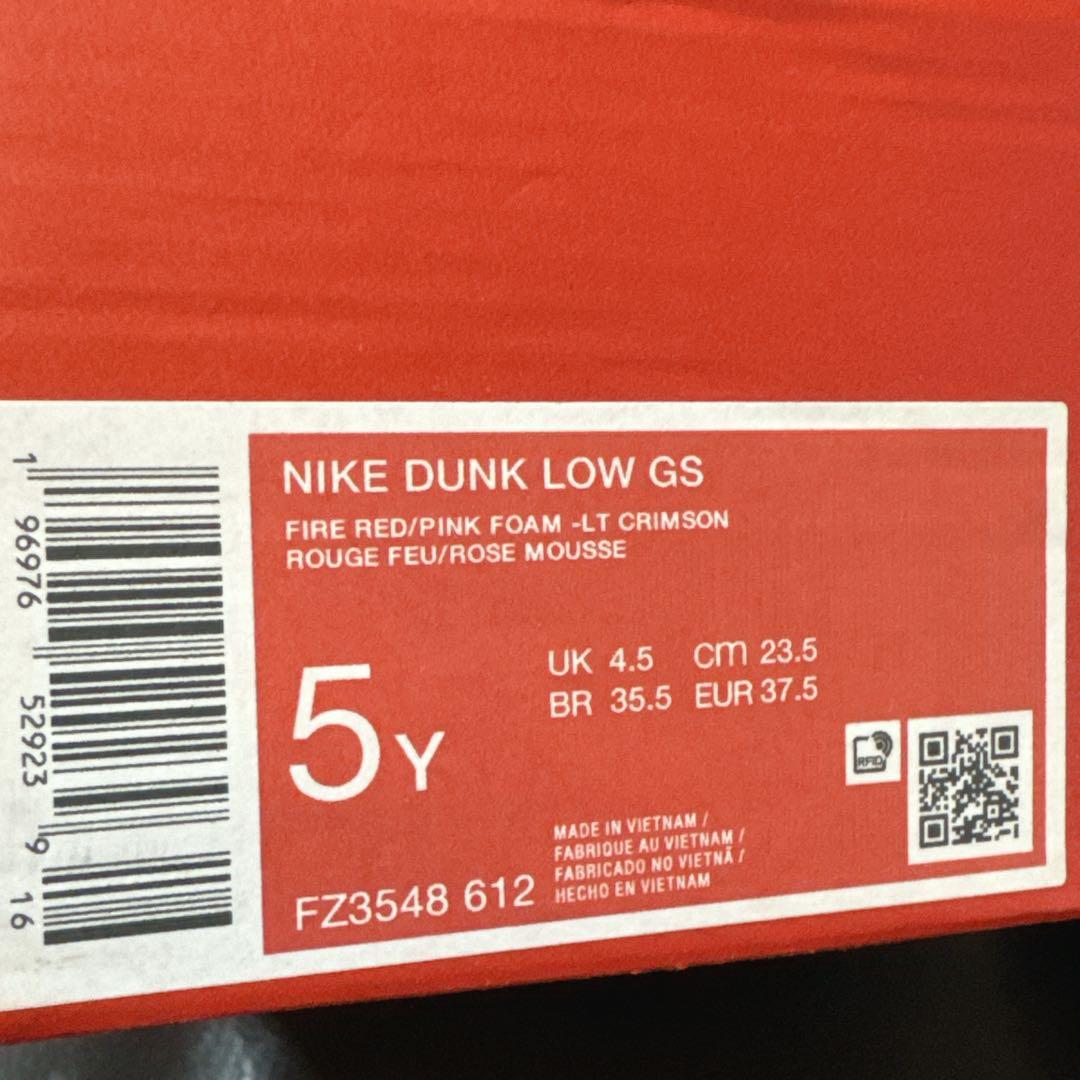 1 96976 52923 9 16
NIKE DUNK LOW GS
FIRE RED/PINK FOAM -LT CRIMSON
ROUGE FEU/ROSE MOUSSE
5Y
UK 4.5 cm 23.5
BR 35.5 EUR 37.5
RFID
MADE IN VIETNAM /
FABRIQUE AU VIETNAM /
FABRICADO NO VIETNÃ /
HECHO EN VIETNAM
FZ3548 612